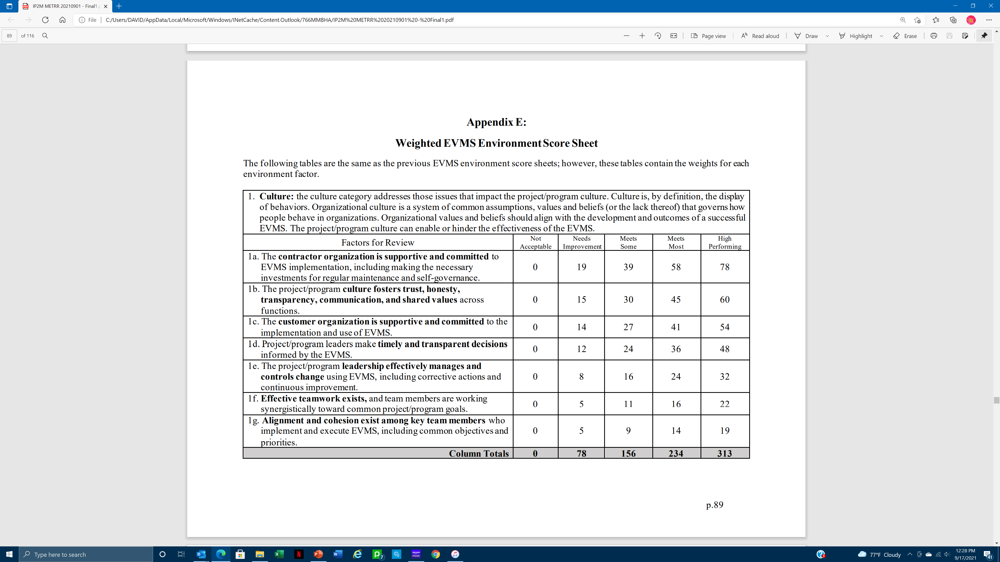 IP2M METRR 20210901 - Final1.p
File
C:/Users/DAVID/AppData/Local/Microsoft/Windows/INetCache/Content.Outlook/766MMBHA/IP2M%20METRR%2020210901%20-%20Final1.pdf
89 of 116
Page view
Read aloud
Draw
Highlight
Erase
Appendix E:
Weighted EVMS Environment Score Sheet
The following tables are the same as the previous EVMS environment score sheets; however, these tables contain the weights for each
environment factor.
1. Culture: the culture category addresses those issues that impact the project/program culture. Culture is, by definition, the display
of behaviors. Organizational culture is a system of common assumptions, values and beliefs (or the lack thereof) that governs how
people behave in organizations. Organizational values and beliefs should align with the development and outcomes of a successful
EVMS. The project/program culture can enable or hinder the effectiveness of the EVMS.
Factors for Review
Not
Acceptable
Needs
Improvement
Meets
Some
Meets
Most
High
Performing
1a. The contractor organization is supportive and committed to
EVMS implementation, including making the necessary
investments for regular maintenance and self-governance.
0 19 39 58 78
1b. The project/program culture fosters trust, honesty,
transparency, communication, and shared values across
functions.
0 15 30 45 60
1c. The customer organization is supportive and committed to the
implementation and use of EVMS.
0 14 27 41 54
1d. Project/program leaders make timely and transparent decisions
informed by the EVMS.
0 12 24 36 48
1e. The project/program leadership effectively manages and
controls change using EVMS, including corrective actions and
continuous improvement.
0 8 16 24 32
1f. Effective teamwork exists, and team members are working
synergistically toward common project/program goals.
0 5 11 16 22
1g. Alignment and cohesion exist among key team members who
implement and execute EVMS, including common objectives and
priorities.
0 5 9 14 19
Column Totals 0 78 156 234 313
p.89
Type here to search
7
amazon
music
77°F Cloudy
12:28 PM
9/17/2021
41